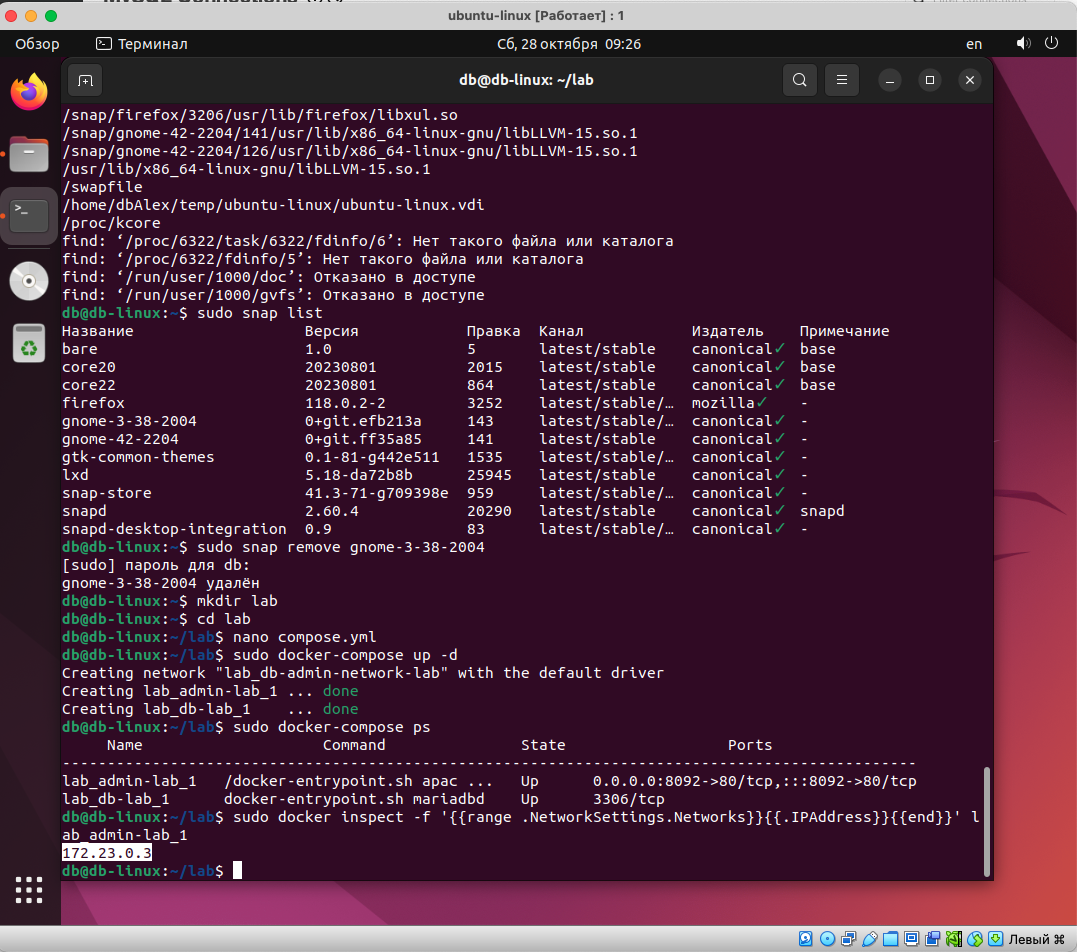 ubuntu-linux [Работает] : 1
Обзор Терминал Сб, 28 октября 09:26 en
db@db-linux: ~/lab
/snap/firefox/3206/usr/lib/firefox/libxul.so
/snap/gnome-42-2204/141/usr/lib/x86_64-linux-gnu/libLLVM-15.so.1
/snap/gnome-42-2204/126/usr/lib/x86_64-linux-gnu/libLLVM-15.so.1
/usr/lib/x86_64-linux-gnu/libLLVM-15.so.1
/swapfile
/home/dbAlex/temp/ubuntu-linux/ubuntu-linux.vdi
/proc/kcore
find: ‘/proc/6322/task/6322/fdinfo/6’: Нет такого файла или каталога
find: ‘/proc/6322/fdinfo/5’: Нет такого файла или каталога
find: ‘/run/user/1000/doc’: Отказано в доступе
find: ‘/run/user/1000/gvfs’: Отказано в доступе
db@db-linux:~$ sudo snap list
Название Версия Правка Канал Издатель Примечание
bare 1.0 5 latest/stable canonical✓ base
core20 20230801 2015 latest/stable canonical✓ base
core22 20230801 864 latest/stable canonical✓ base
firefox 118.0.2-2 3252 latest/stable/… mozilla✓ -
gnome-3-38-2004 0+git.efb213a 143 latest/stable/… canonical✓ -
gnome-42-2204 0+git.ff35a85 141 latest/stable canonical✓ -
gtk-common-themes 0.1-81-g442e511 1535 latest/stable/… canonical✓ -
lxd 5.18-da72b8b 25945 latest/stable/… canonical✓ -
snap-store 41.3-71-g709398e 959 latest/stable/… canonical✓ -
snapd 2.60.4 20290 latest/stable canonical✓ snapd
snapd-desktop-integration 0.9 83 latest/stable/… canonical✓ -
db@db-linux:~$ sudo snap remove gnome-3-38-2004
[sudo] пароль для db:
gnome-3-38-2004 удалён
db@db-linux:~$ mkdir lab
db@db-linux:~$ cd lab
db@db-linux:~/lab$ nano compose.yml
db@db-linux:~/lab$ sudo docker-compose up -d
Creating network "lab_db-admin-network-lab" with the default driver
Creating lab_admin-lab_1 ... done
Creating lab_db-lab_1 ... done
db@db-linux:~/lab$ sudo docker-compose ps
Name Command State Ports
-----------------------------------------------------------------------------------------------
lab_admin-lab_1 /docker-entrypoint.sh apac ... Up 0.0.0.0:8092->80/tcp,:::8092->80/tcp
lab_db-lab_1 docker-entrypoint.sh mariadbd Up 3306/tcp
db@db-linux:~/lab$ sudo docker inspect -f '{{range .NetworkSettings.Networks}}{{.IPAddress}}{{end}}' l
ab_admin-lab_1
172.23.0.3
db@db-linux:~/lab$
Левый ⌘